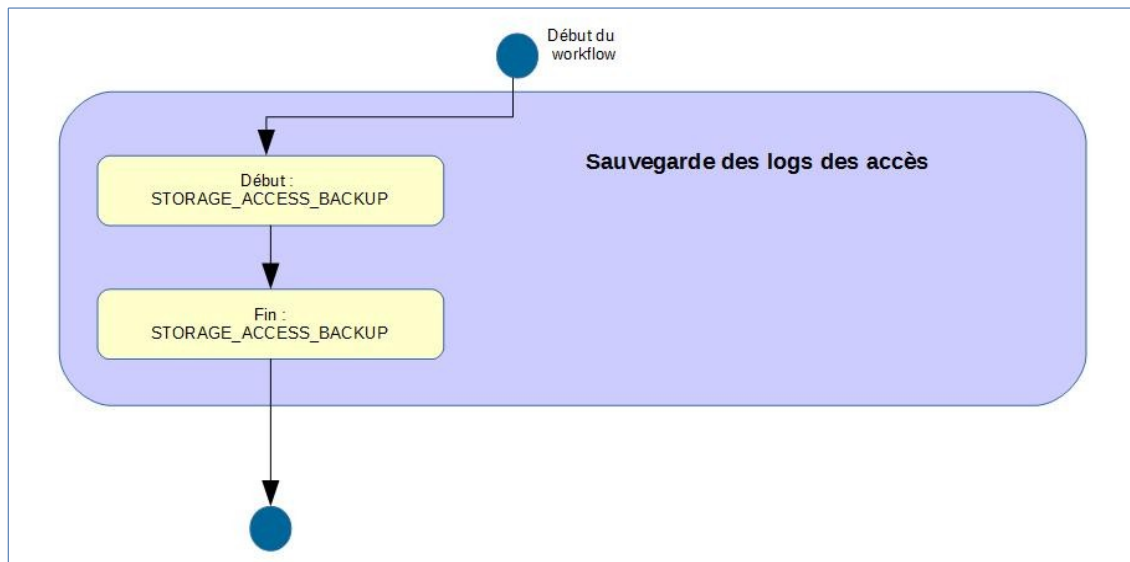 Début du
workflow
Sauvegarde des logs des accès
Début :
STORAGE_ACCESS_BACKUP
Fin :
STORAGE_ACCESS_BACKUP